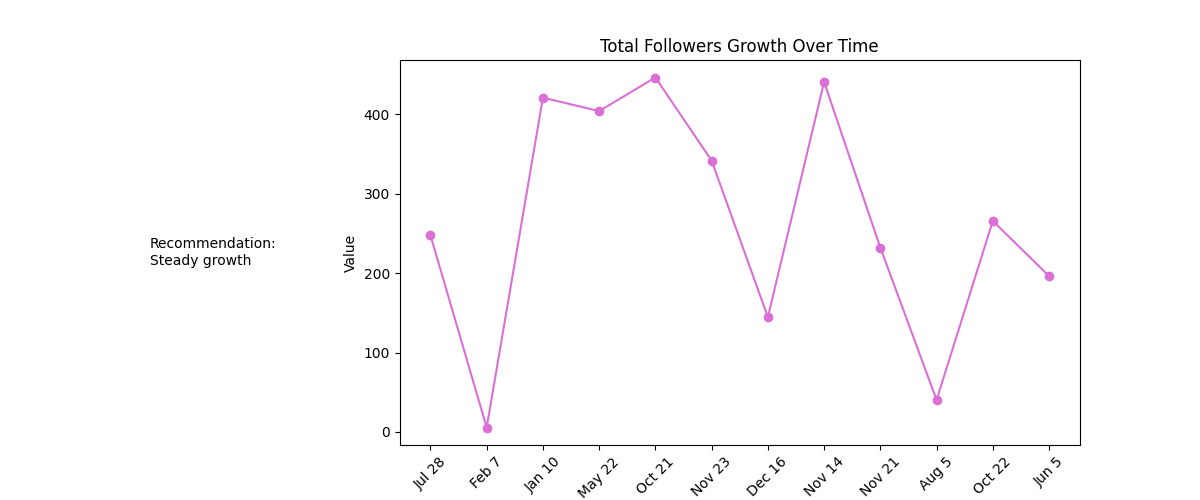 Total Followers Growth Over Time
Recommendation:
Steady growth
Value
400
300
200
100
0
Jul 28
Feb 7
Jan 10
May 22
Oct 21
Nov 23
Dec 16
Nov 14
Nov 21
Aug 5
Oct 22
Jun 5